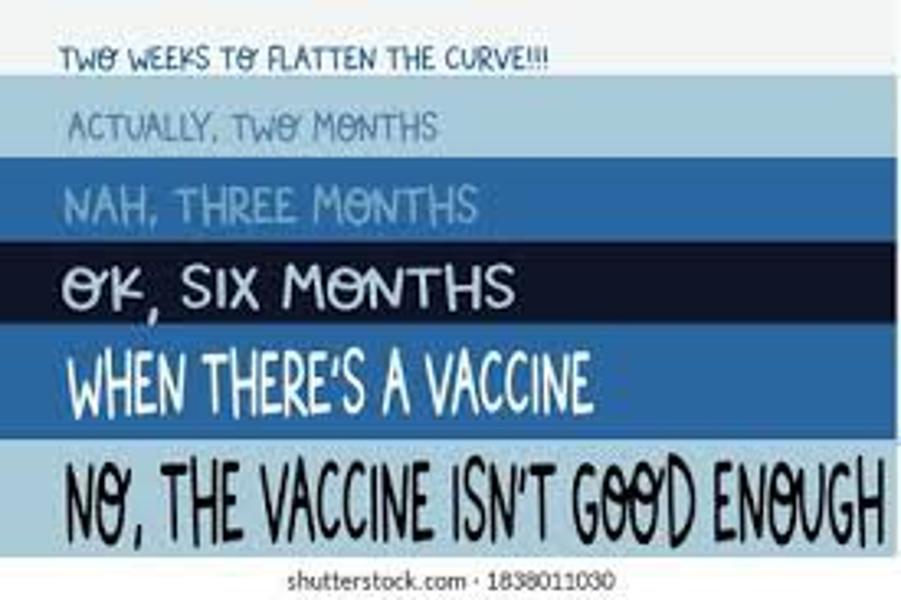 TWO WEEKS TO FLATTEN THE CURVE!!!
ACTUALLY, TWO MONTHS
NAH, THREE MONTHS
OK, SIX MONTHS
WHEN THERE'S A VACCINE
NO, THE VACCINE ISN'T GOOD ENOUGH
shutterstock.com · 1838011030